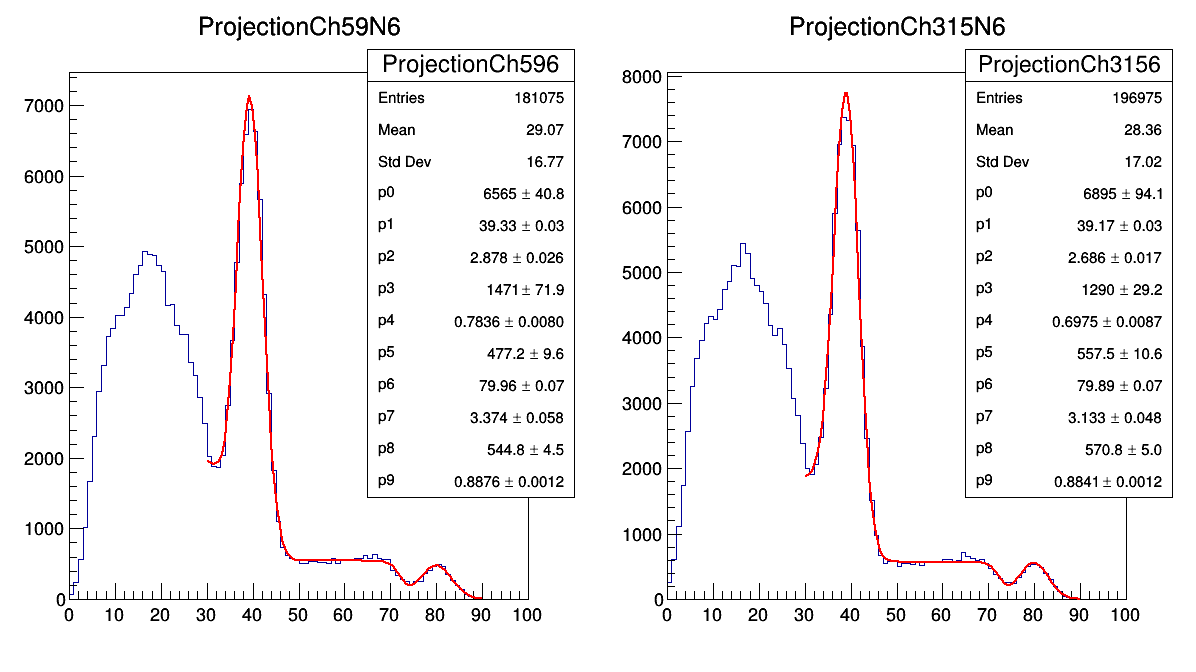 ProjectionCh59N6
ProjectionCh596
Entries 181075
Mean 29.07
Std Dev 16.77
p0 6565 ± 40.8
p1 39.33 ± 0.03
p2 2.878 ± 0.026
p3 1471 ± 71.9
p4 0.7836 ± 0.0080
p5 477.2 ± 9.6
p6 79.96 ± 0.07
p7 3.374 ± 0.058
p8 544.8 ± 4.5
p9 0.8876 ± 0.0012
7000
6000
5000
4000
3000
2000
1000
0
0 10 20 30 40 50 60 70 80 90 100
ProjectionCh315N6
ProjectionCh3156
Entries 196975
Mean 28.36
Std Dev 17.02
p0 6895 ± 94.1
p1 39.17 ± 0.03
p2 2.686 ± 0.017
p3 1290 ± 29.2
p4 0.6975 ± 0.0087
p5 557.5 ± 10.6
p6 79.89 ± 0.07
p7 3.133 ± 0.048
p8 570.8 ± 5.0
p9 0.8841 ± 0.0012
8000
7000
6000
5000
4000
3000
2000
1000
0
0 10 20 30 40 50 60 70 80 90 100